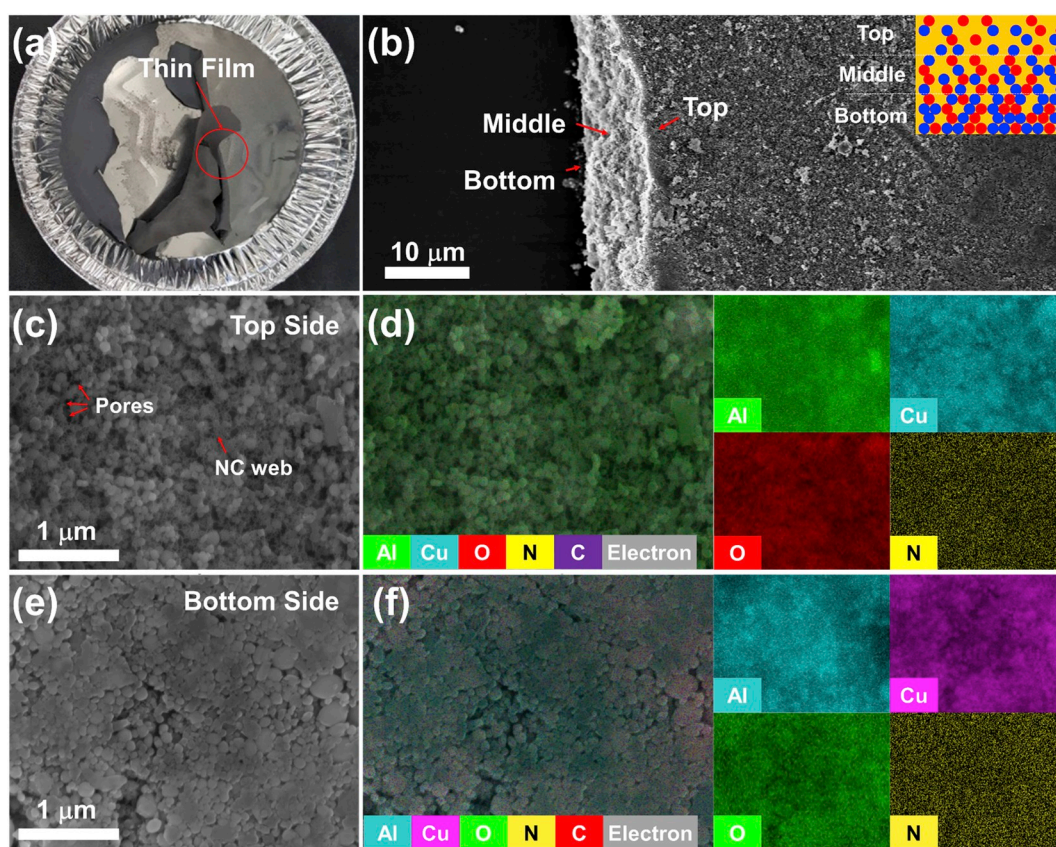 (a)
Thin Film
(b)
Top
Middle
Bottom
Middle
Top
Bottom
10 μm
(c)
Top Side
Pores
NC web
1 μm
(d)
Al Cu O N C Electron
Al
Cu
O
N
(e)
Bottom Side
1 μm
(f)
Al Cu O N C Electron
Al
Cu
O
N